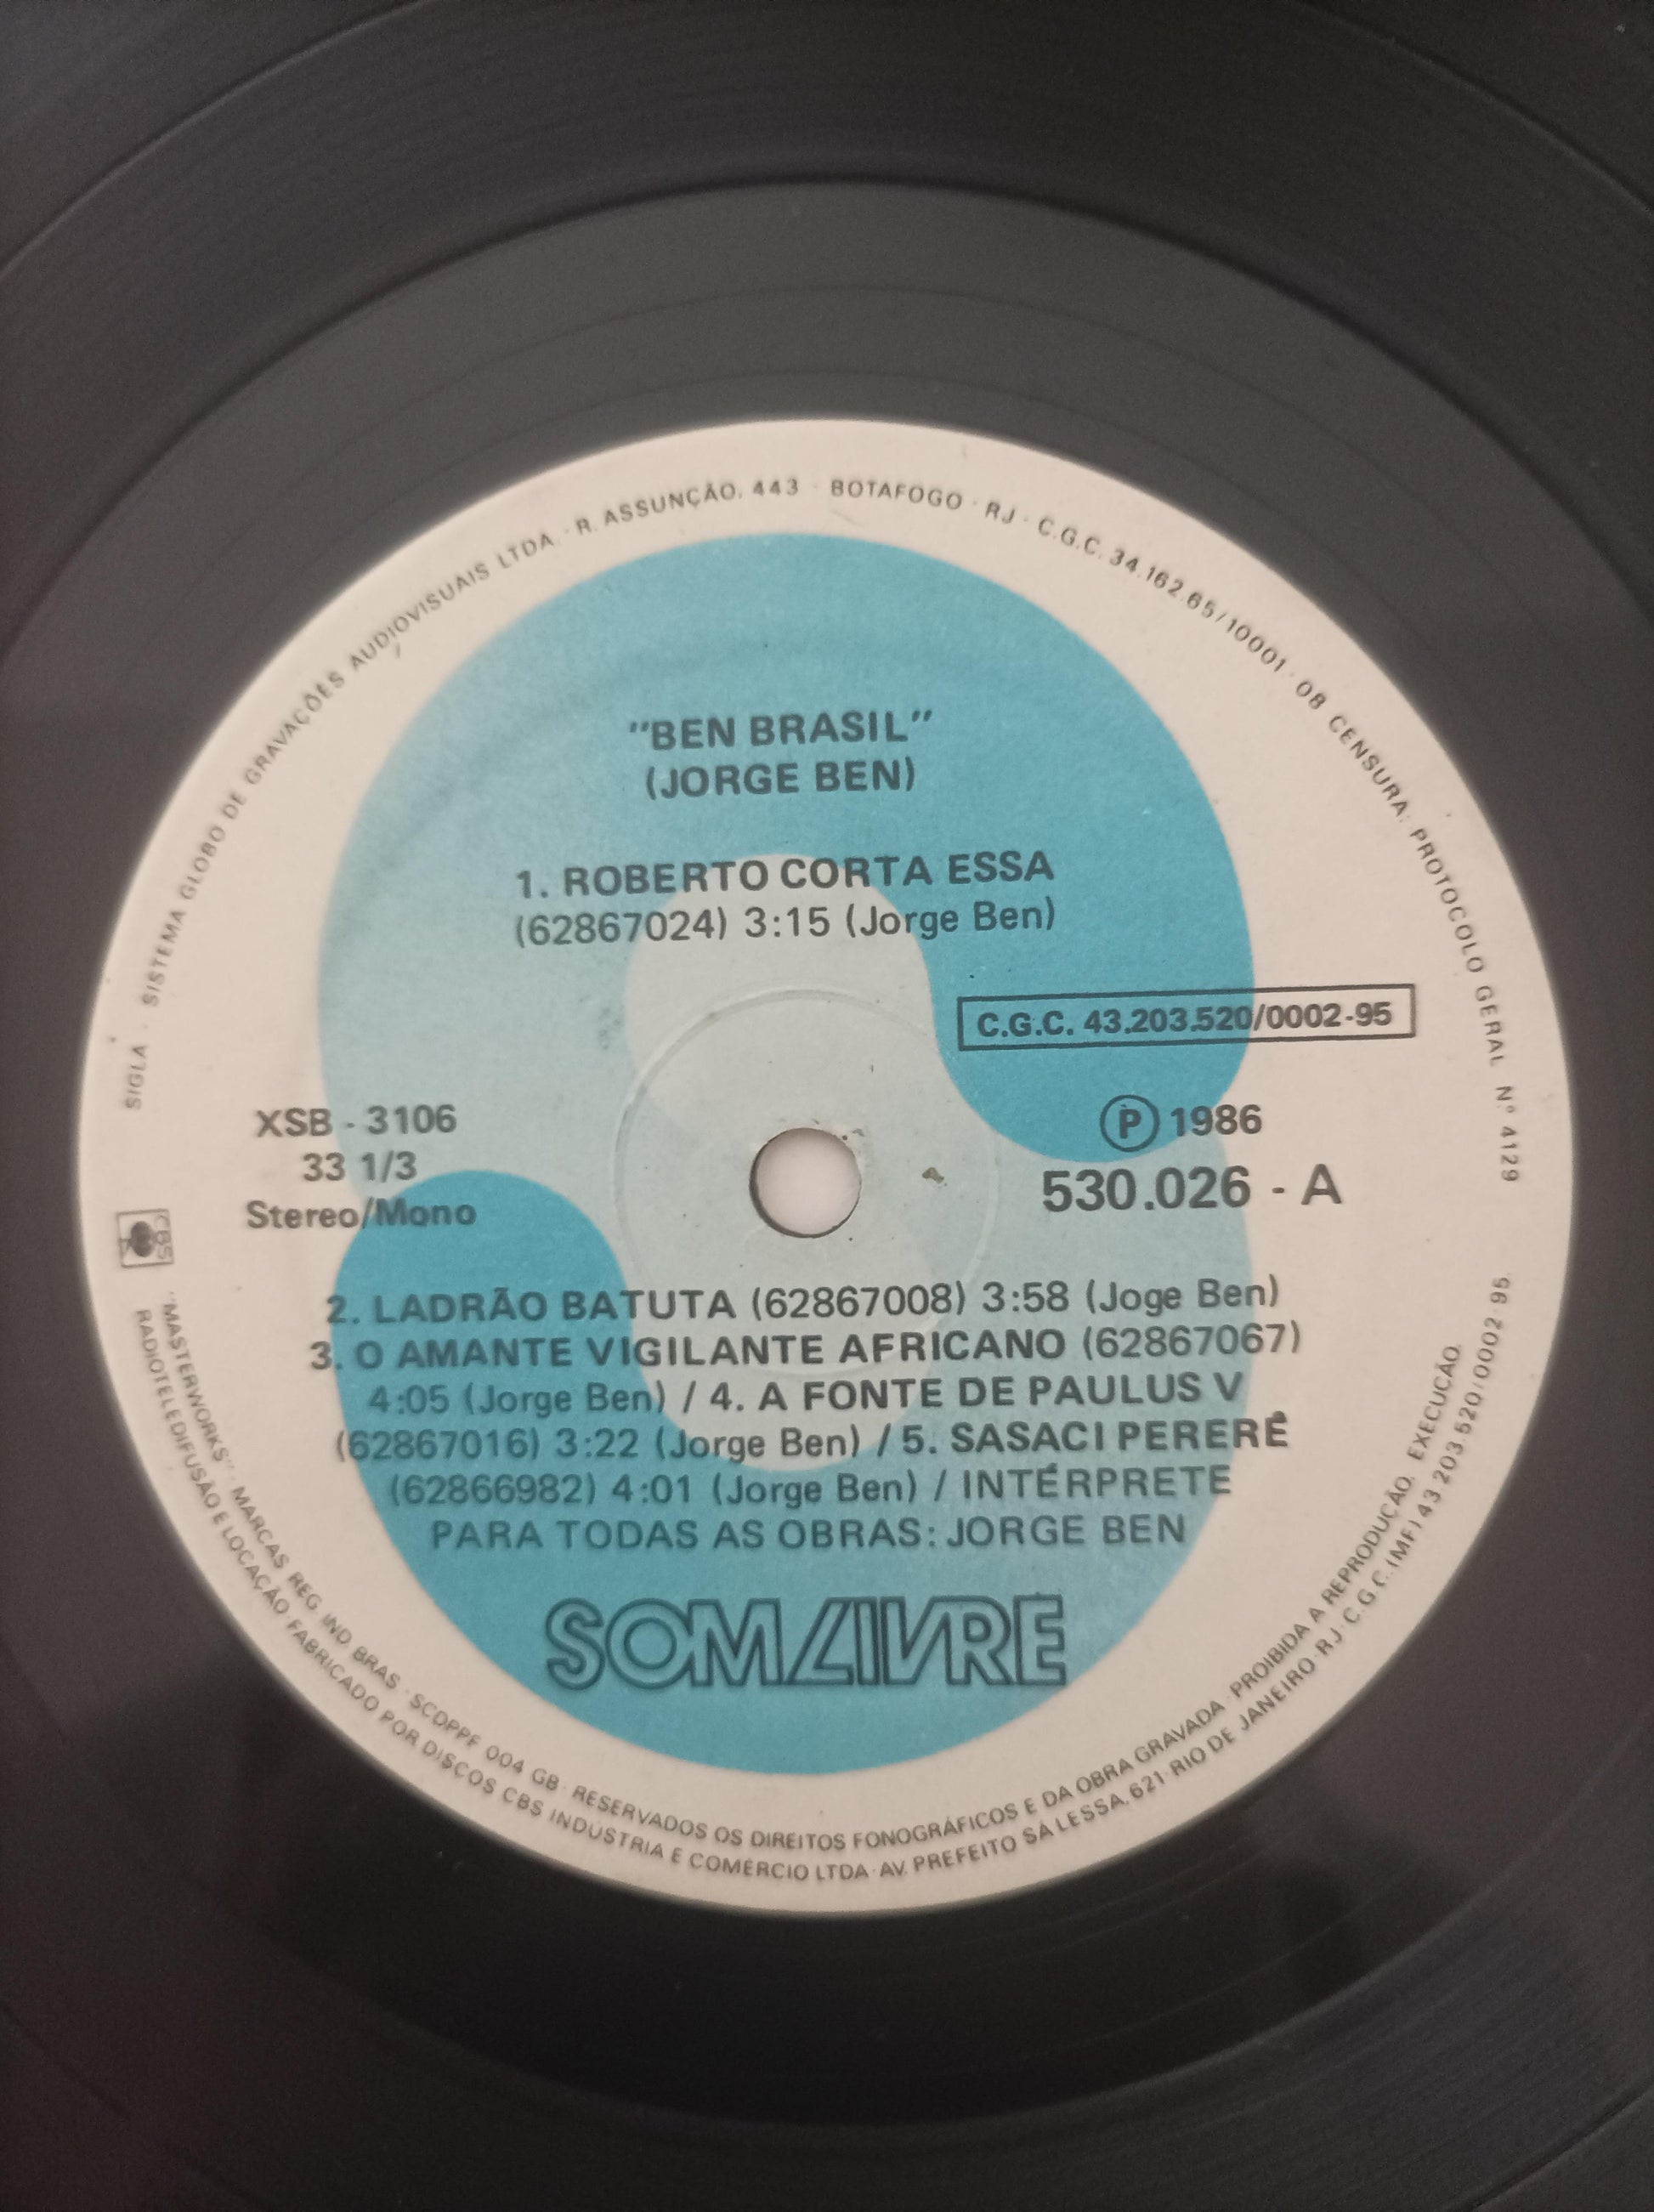 SIGLA · SISTEMA GLOBO DE GRAVAÇÕES AUDIOVISUAIS LTDA · R. ASSUNÇÃO, 443 · BOTAFOGO · RJ · C.G.C. 34.162.65/10001 · 08 CENSURA: PROTOCOLO GERAL Nº 4129
"BEN BRASIL"
(JORGE BEN)
1. ROBERTO CORTA ESSA
(62867024) 3:15 (Jorge Ben)
C.G.C. 43.203.520/0002-95
XSB - 3106
33 1/3
Stereo/Mono
Ⓟ 1986
530.026 - A
2. LADRÃO BATUTA (62867008) 3:58 (Joge Ben)
3. O AMANTE VIGILANTE AFRICANO (62867067)
4:05 (Jorge Ben) / 4. A FONTE DE PAULUS V
(62867016) 3:22 (Jorge Ben) / 5. SASACI PERERÊ
(62866982) 4:01 (Jorge Ben) / INTÉRPRETE
PARA TODAS AS OBRAS: JORGE BEN
SOM LIVRE
CBS
"MASTERWORKS" · MARCAS REG. IND. BRAS · SCDPPF 004 GB · RESERVADOS OS DIREITOS FONOGRÁFICOS E DA OBRA GRAVADA · PROIBIDA A REPRODUÇÃO, EXECUÇÃO,
RADIOTELEDIFUSÃO E LOCAÇÃO FABRICADO POR DISCOS CBS INDÚSTRIA E COMÉRCIO LTDA · AV. PREFEITO SÁ LESSA, 621 · RIO DE JANEIRO · RJ · C.G.C. (MF) 43.203.520/0002-95.